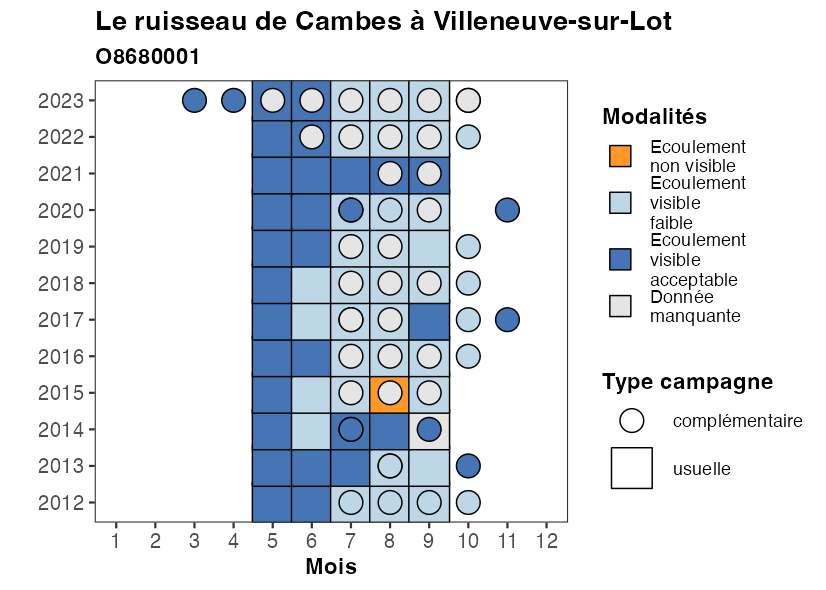 Le ruisseau de Cambes à Villeneuve-sur-Lot
O8680001
2023
2022
2021
2020
2019
2018
2017
2016
2015
2014
2013
2012
1 2 3 4 5 6 7 8 9 10 11 12
Mois
Modalités
Ecoulement
non visible
Ecoulement
visible
faible
Ecoulement
visible
acceptable
Donnée
manquante
Type campagne
complémentaire
usuelle